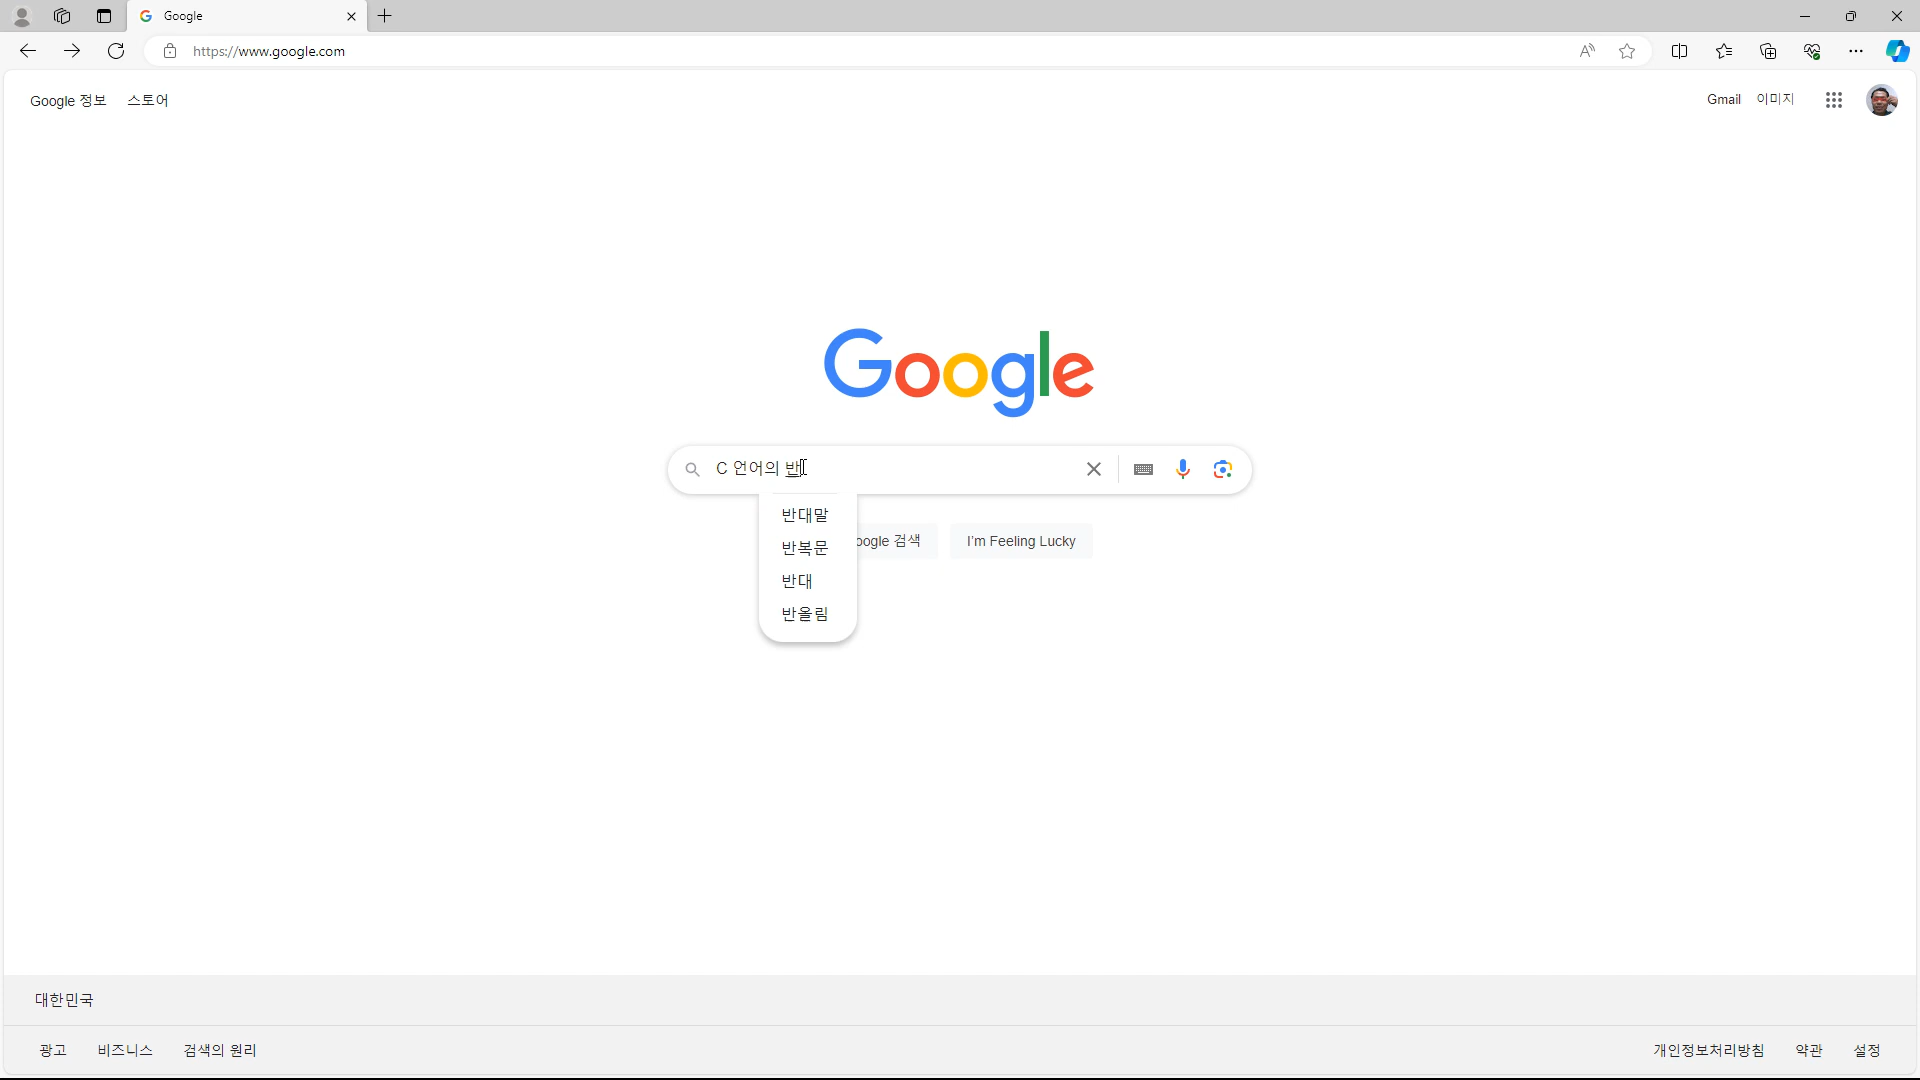 Google
https://www.google.com
Google 정보 스토어
Gmail 이미지
Google
C 언어의 반
반대말
반복문
반대
반올림
oogle 검색
I'm Feeling Lucky
대한민국
광고 비즈니스 검색의 원리
개인정보처리방침 약관 설정